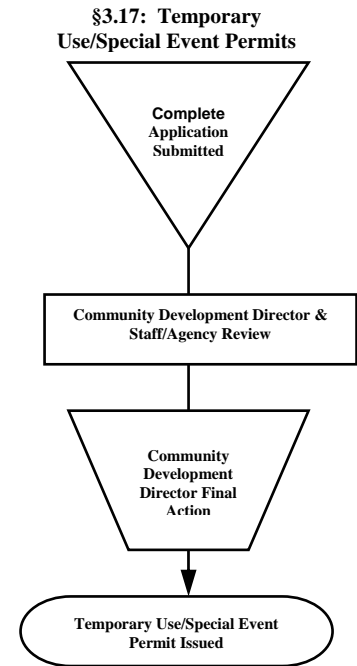 §3.17: Temporary
Use/Special Event Permits
Complete
Application
Submitted
Community Development Director &
Staff/Agency Review
Community
Development
Director Final
Action
Temporary Use/Special Event
Permit Issued